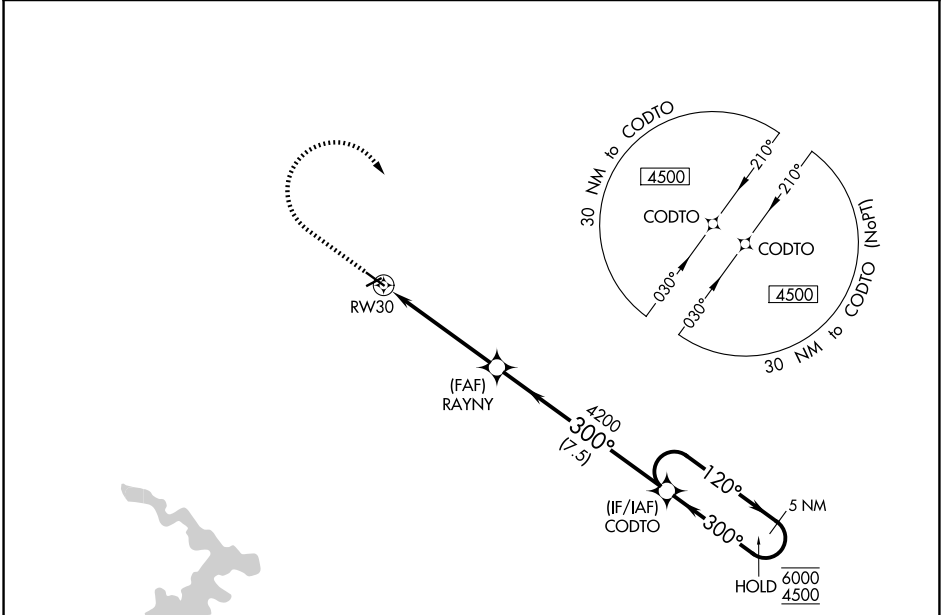 30 NM to CODTO
210°
4500
210°
CODTO
CODTO
30 NM to CODTO (NoPT)
030°
4500
030°
RW30
(FAF)
RAYNY
4200
300°
(7.5)
120°
(IF/IAF)
CODTO
5 NM
300°
HOLD
6000
4500